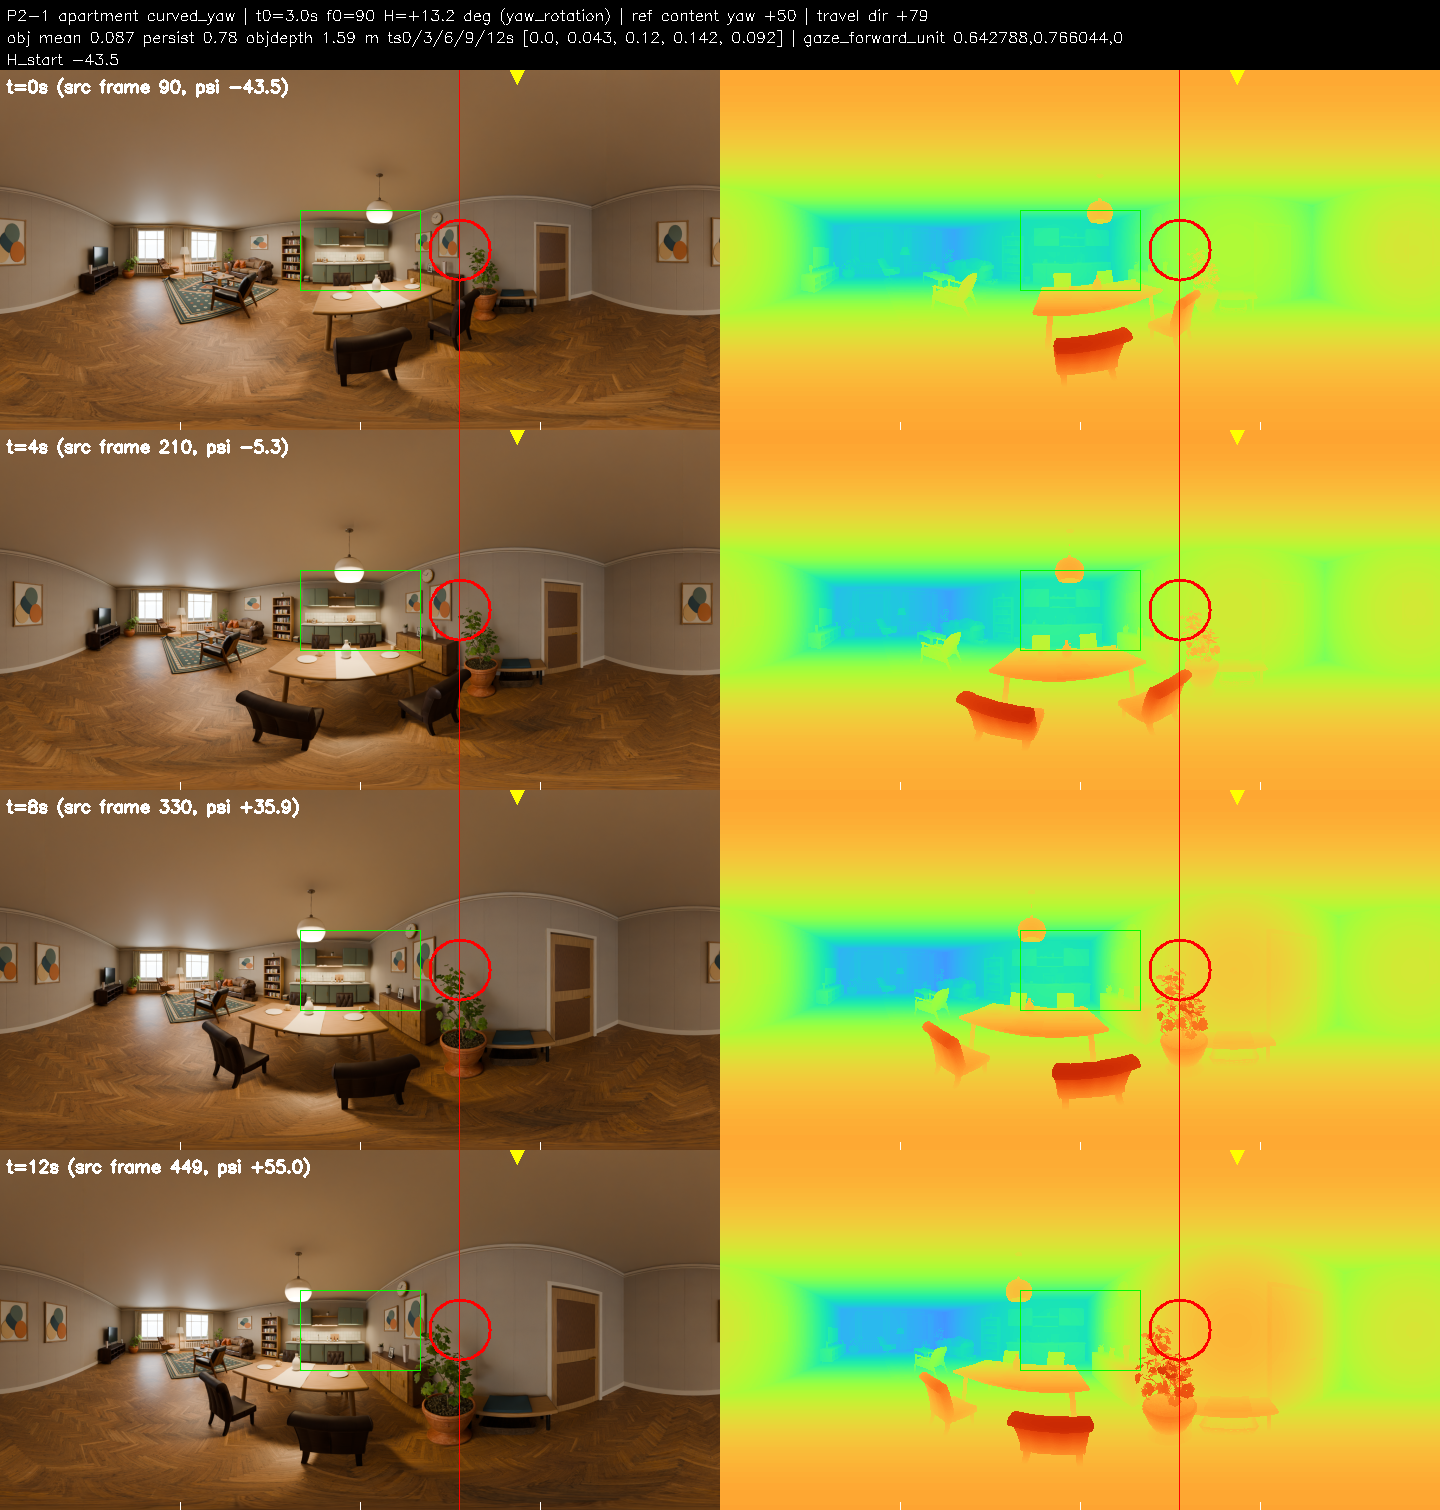 P2-1 apartment curved_yaw | t0=3.0s f0=90 H=+13.2 deg (yaw_rotation) | ref content yaw +50 | travel dir +79
obj mean 0.087 persist 0.78 objdepth 1.59 m ts0/3/6/9/12s [0.0, 0.043, 0.12, 0.142, 0.092] | gaze_forward_unit 0.642788,0.766044,0
H_start -43.5
t=0s (src frame 90, psi -43.5)
t=4s (src frame 210, psi -5.3)
t=8s (src frame 330, psi +35.9)
t=12s (src frame 449, psi +55.0)